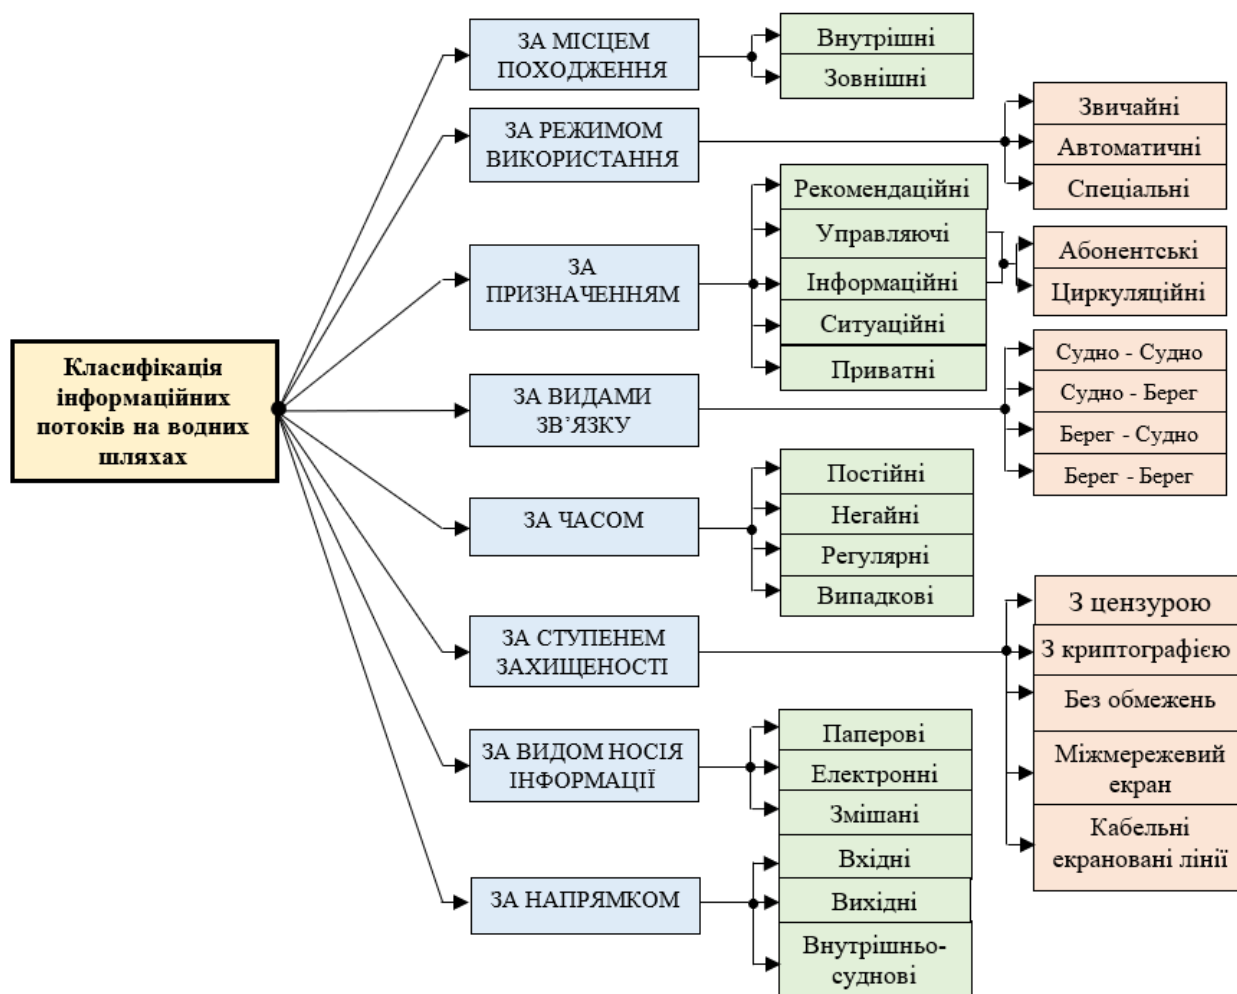 Класифікація
інформаційних
потоків на водних
шляхах
ЗА МІСЦЕМ
ПОХОДЖЕННЯ
Внутрішні
Зовнішні
ЗА РЕЖИМОМ
ВИКОРИСТАННЯ
Звичайні
Автоматичні
Спеціальні
ЗА
ПРИЗНАЧЕННЯМ
Рекомендаційні
Управляючі
Інформаційні
Ситуаційні
Приватні
Абонентські
Циркуляційні
ЗА ВИДАМИ
ЗВ’ЯЗКУ
Судно - Судно
Судно - Берег
Берег - Судно
Берег - Берег
ЗА ЧАСОМ
Постійні
Негайні
Регулярні
Випадкові
ЗА СТУПЕНЕМ
ЗАХИЩЕНОСТІ
З цензурою
З криптографією
Без обмежень
Міжмережевий
екран
Кабельні
екрановані лінії
ЗА ВИДОМ НОСІЯ
ІНФОРМАЦІЇ
Паперові
Електронні
Змішані
ЗА НАПРЯМКОМ
Вхідні
Вихідні
Внутрішньо-
суднові